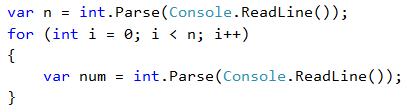 var n = int.Parse(Console.ReadLine());
for (int i = 0; i < n; i++)
{
    var num = int.Parse(Console.ReadLine());
}